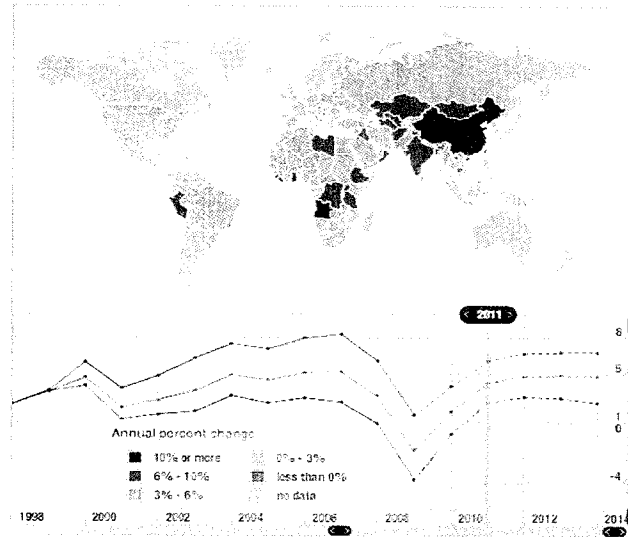 < 2011 >
8
5
1
0
-4
Annual percent change
10% or more
0% - 3%
6% - 10%
less than 0%
3% - 6%
no data
1998 2000 2002 2004 2006 2008 2010 2012 2014